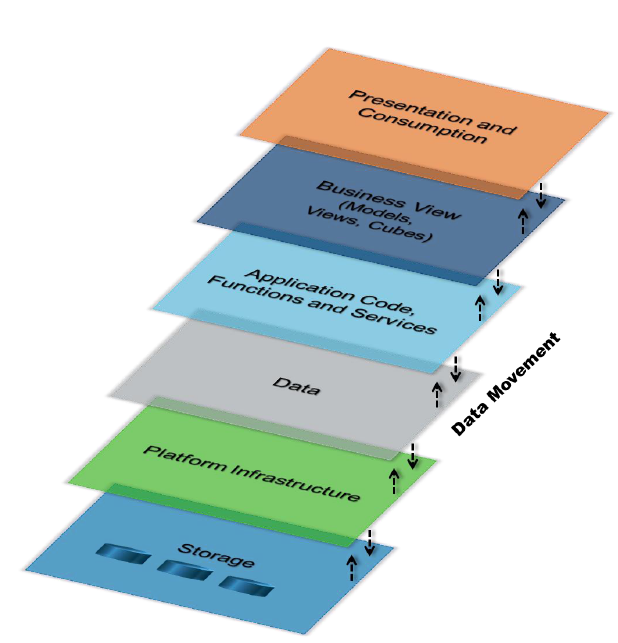 Presentation and
Consumption
Business View
(Models,
Views, Cubes)
Application Code,
Functions and Services
Data
Data Movement
Platform Infrastructure
Storage